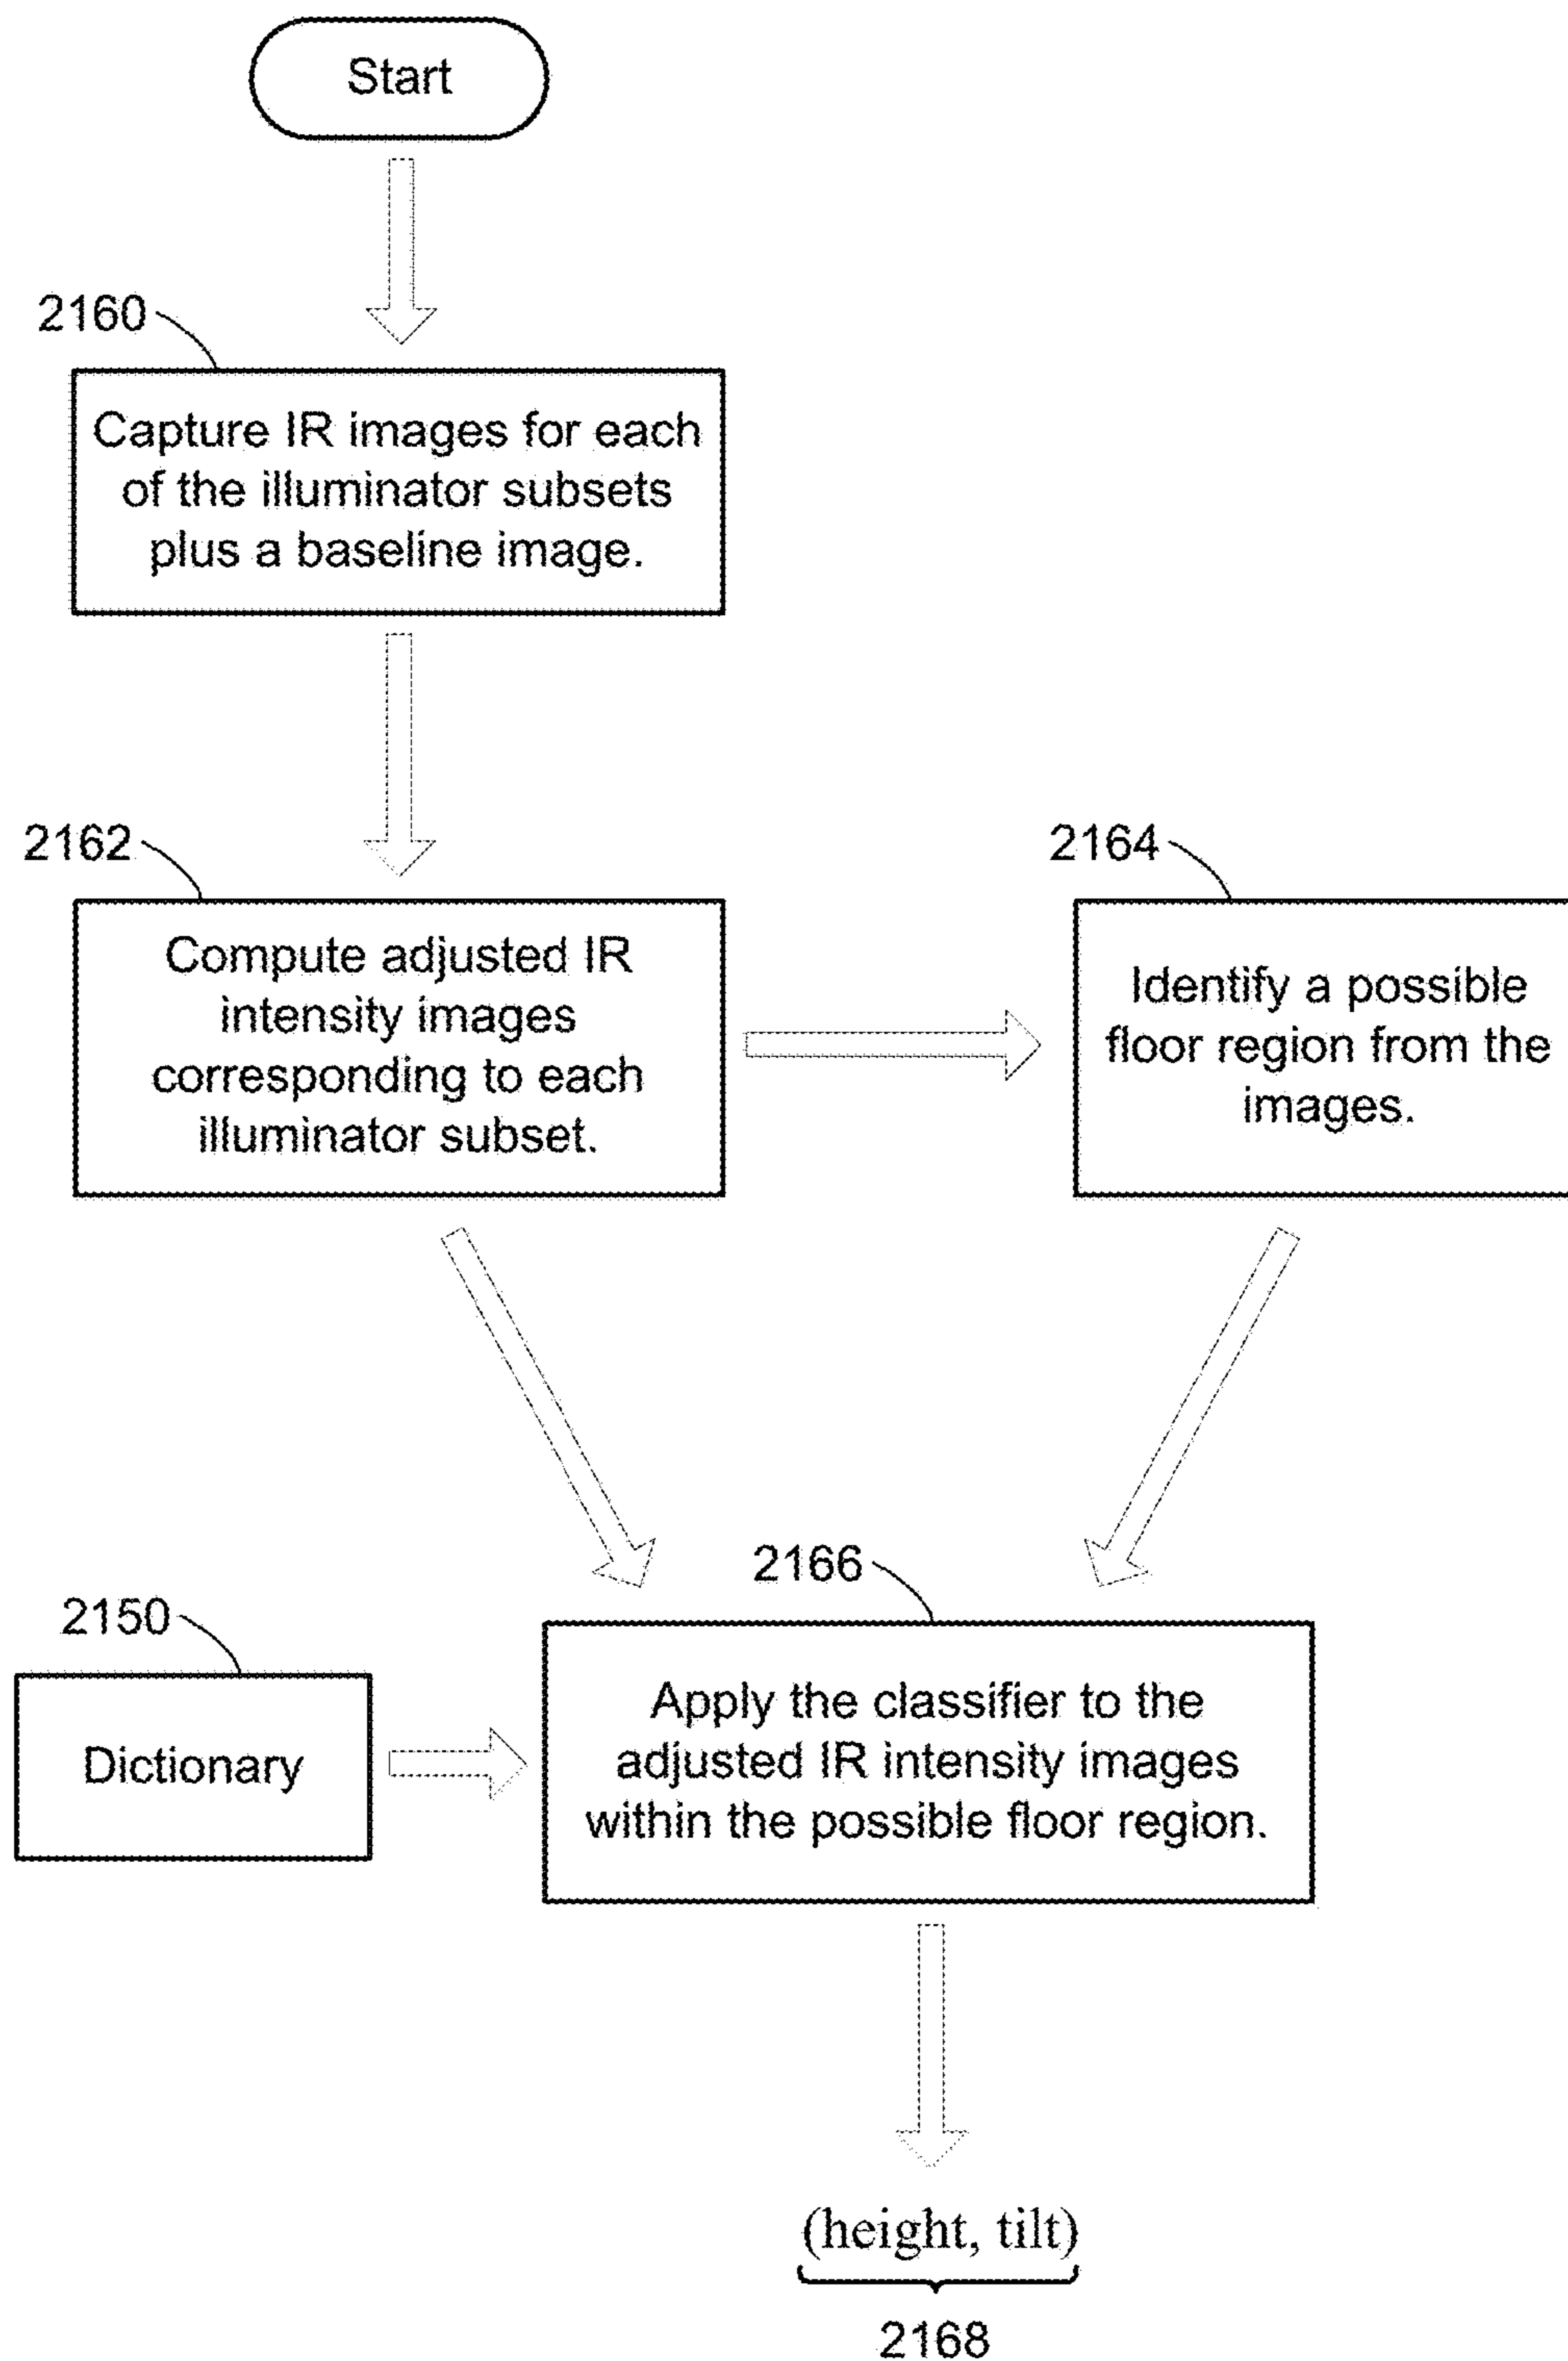 Start
2160
Capture IR images for each
of the illuminator subsets
plus a baseline image.
2162
Compute adjusted IR
intensity images
corresponding to each
illuminator subset.
2164
Identify a possible
floor region from the
images.
2150
Dictionary
2166
Apply the classifier to the
adjusted IR intensity images
within the possible floor region.
(height, tilt)
2168